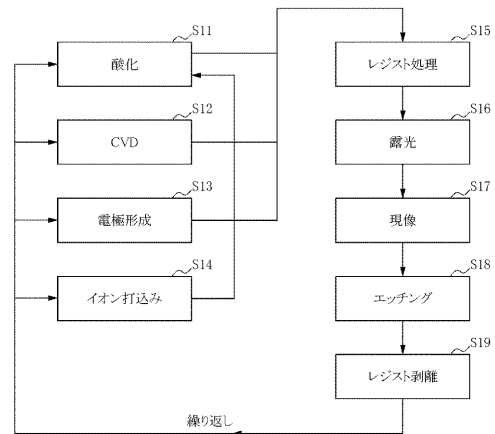 S11
酸化
S12
CVD
S13
電極形成
S14
イオン打込み
S15
レジスト処理
S16
露光
S17
現像
S18
エッチング
S19
レジスト剥離
繰り返し